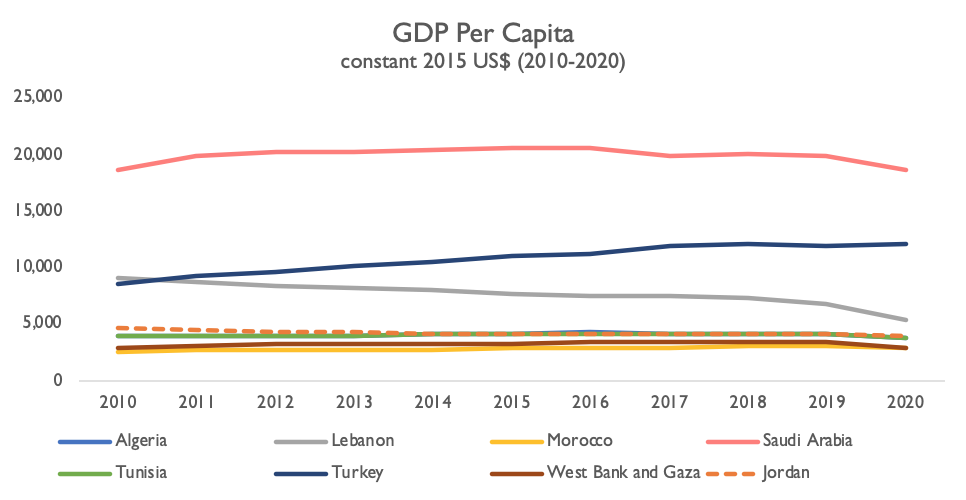 GDP Per Capita
constant 2015 US$ (2010-2020)
25,000
20,000
15,000
10,000
5,000
0
2010 2011 2012 2013 2014 2015 2016 2017 2018 2019 2020
Algeria Lebanon Morocco Saudi Arabia
Tunisia Turkey West Bank and Gaza Jordan